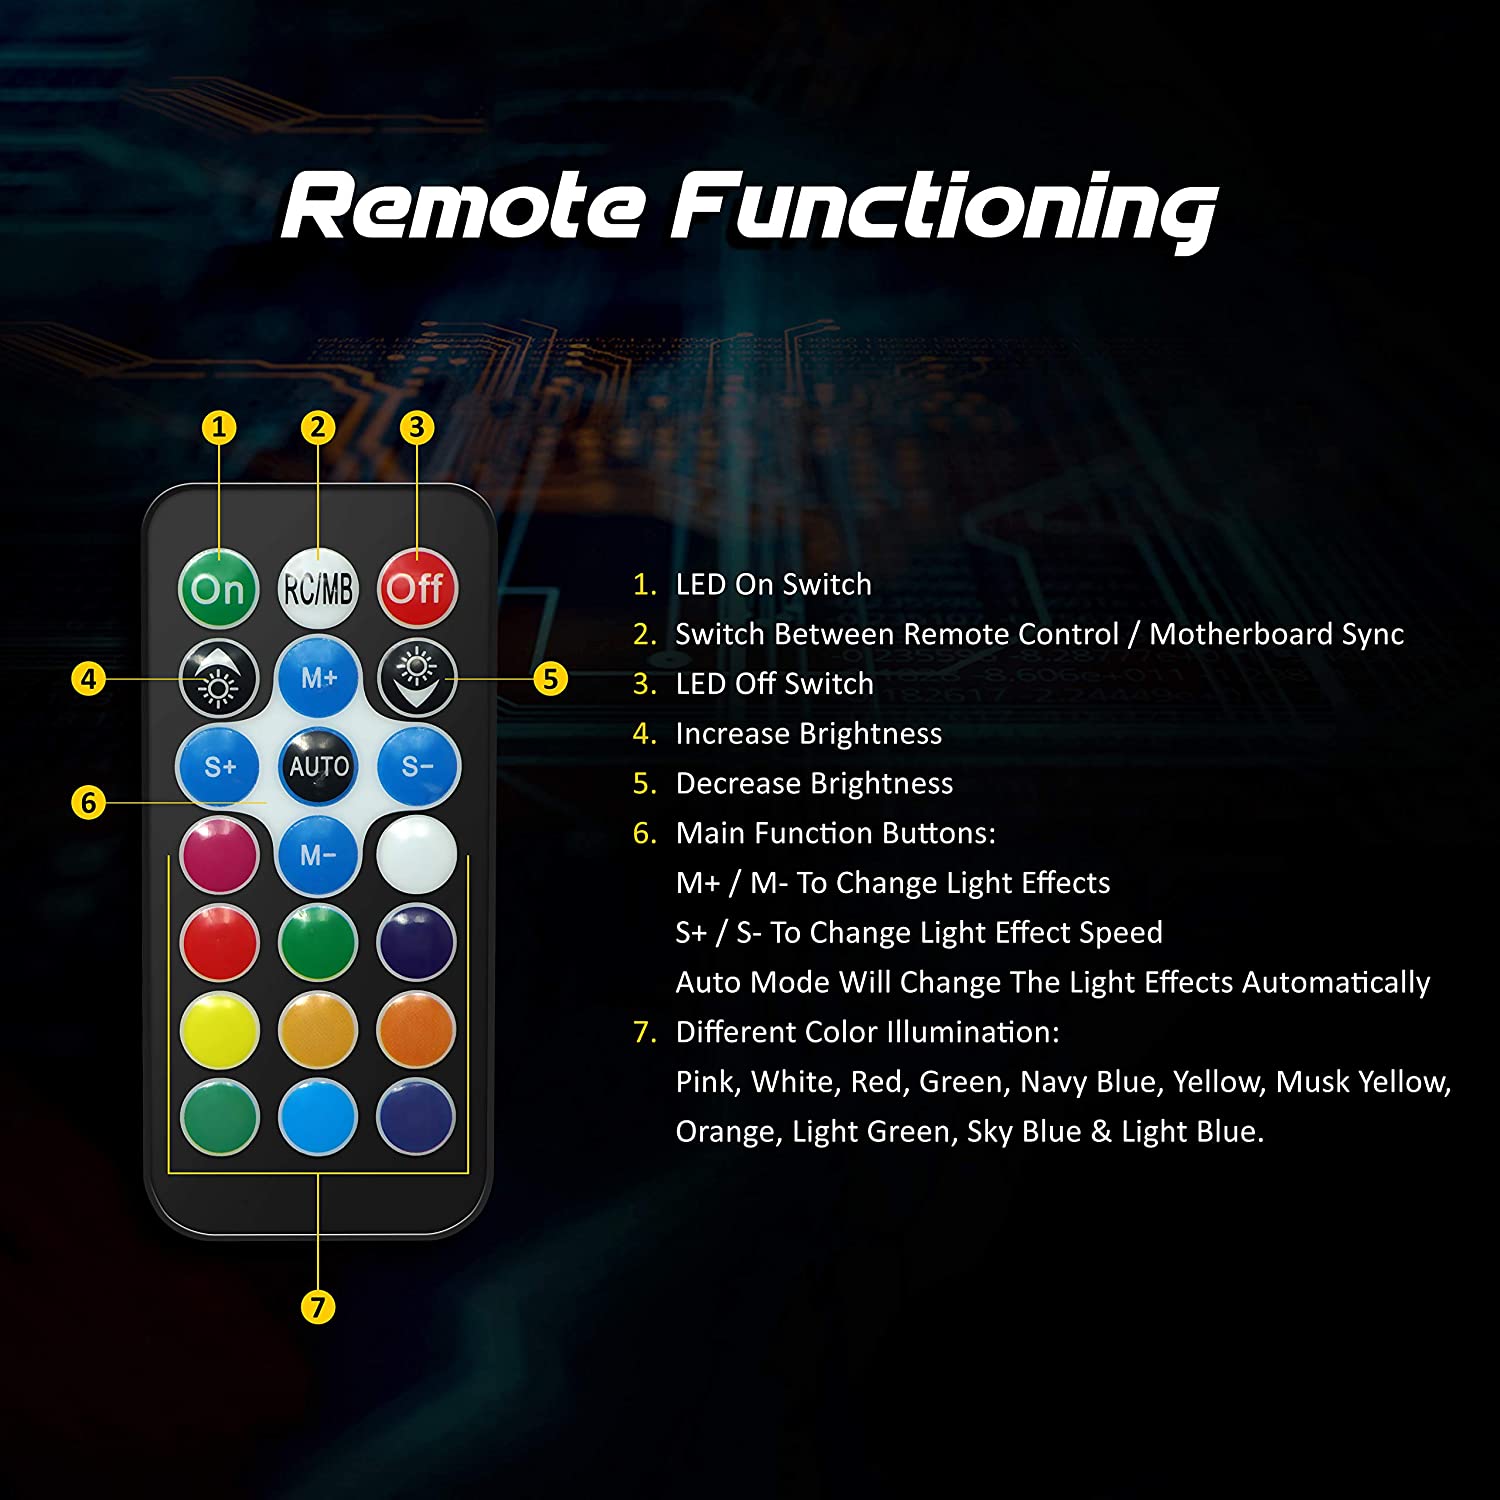 Remote Functioning
1 2 3
On RC/MB Off
4 M+ 5
S+ AUTO S-
6
M-
7
1. LED On Switch
2. Switch Between Remote Control / Motherboard Sync
3. LED Off Switch
4. Increase Brightness
5. Decrease Brightness
6. Main Function Buttons:
M+ / M- To Change Light Effects
S+ / S- To Change Light Effect Speed
Auto Mode Will Change The Light Effects Automatically
7. Different Color Illumination:
Pink, White, Red, Green, Navy Blue, Yellow, Musk Yellow,
Orange, Light Green, Sky Blue & Light Blue.